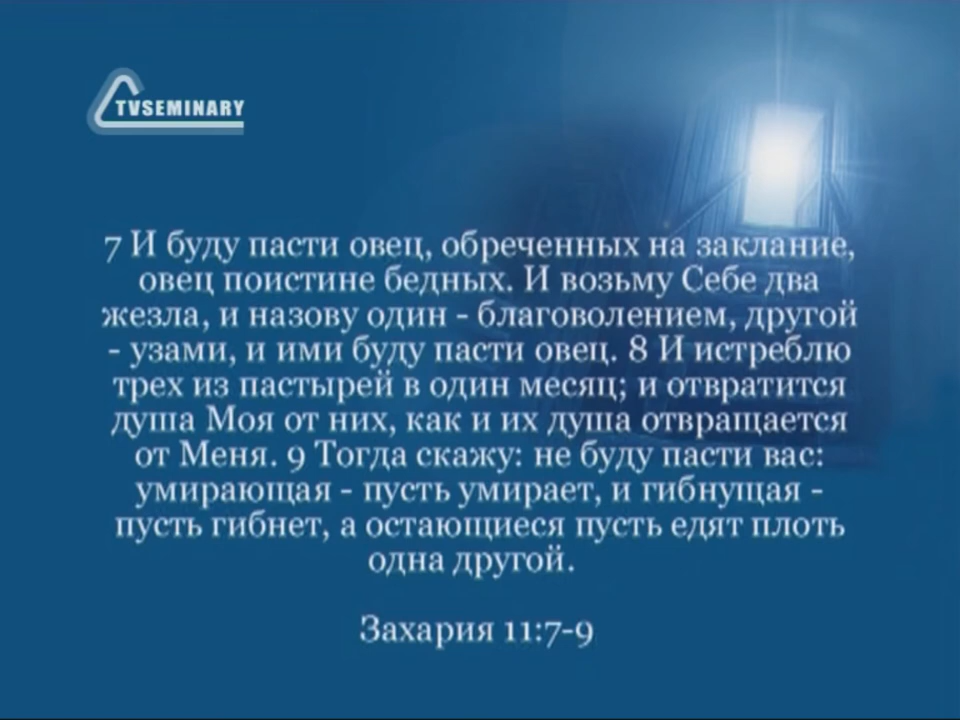 TVSEMINARY
7 И буду пасти овец, обреченных на заклание,
овец поистине бедных. И возьму Себе два
жезла, и назову один - благоволением, другой
- узами, и ими буду пасти овец. 8 И истреблю
трех из пастырей в один месяц; и отвратится
душа Моя от них, как и их душа отвращается
от Меня. 9 Тогда скажу: не буду пасти вас:
умирающая - пусть умирает, и гибнущая -
пусть гибнет, а остающиеся пусть едят плоть
одна другой.
Захария 11:7-9